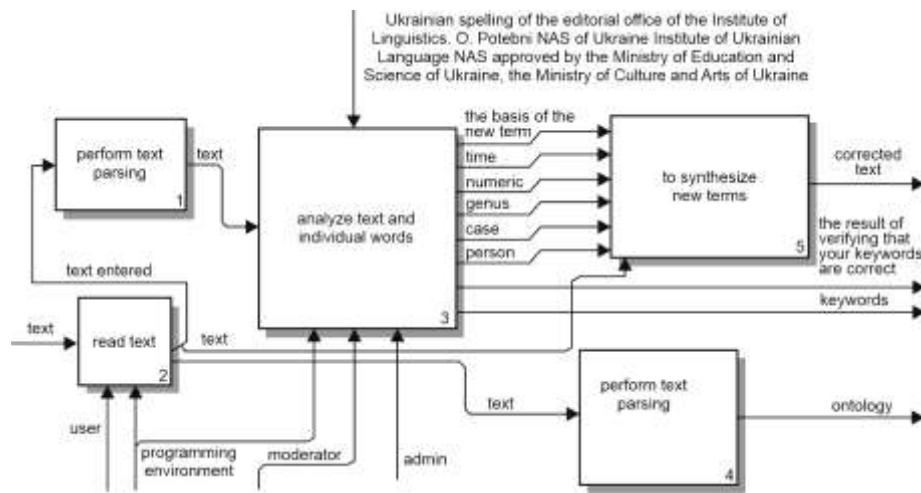 Ukrainian spelling of the editorial office of the Institute of
Linguistics. O. Potebni NAS of Ukraine Institute of Ukrainian
Language NAS approved by the Ministry of Education and
Science of Ukraine, the Ministry of Culture and Arts of Ukraine
perform text
parsing
1
text
analyze text and
individual words
3
the basis of the
new term
time
numeric
genus
case
person
to synthesize
new terms
5
corrected
text
the result of
verifying that
your keywords
are correct
keywords
text entered
text
read text
2
text
text
perform text
parsing
4
ontology
user
programming
environment
moderator
admin